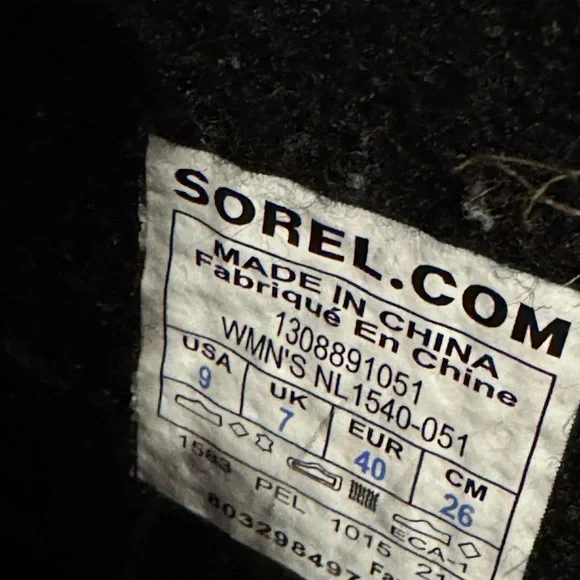 SOREL.COM
MADE IN CHINA
Fabriqué En Chine
1308891051
WMN'S NL1540-051
USA UK EUR CM
9 7 40 26
ECA-1
1583 PEL 1015 21
803298497 Fa